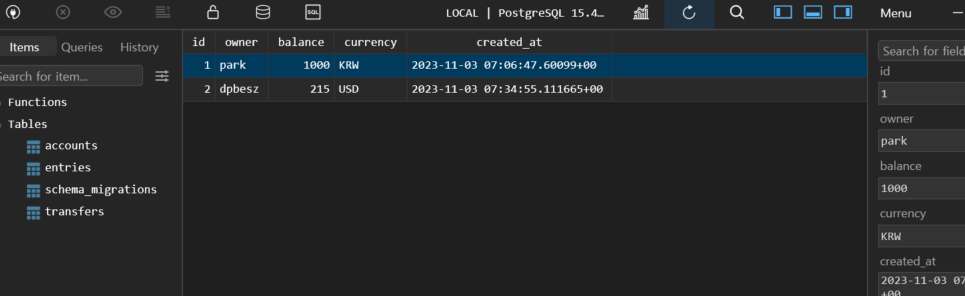 SQL
LOCAL | PostgreSQL 15.4…
Menu
Items Queries History
Search for item...
Functions
Tables
accounts
entries
schema_migrations
transfers
id owner balance currency created_at
1 park 1000 KRW 2023-11-03 07:06:47.60099+00
2 dpbesz 215 USD 2023-11-03 07:34:55.111665+00
Search for field
id
1
owner
park
balance
1000
currency
KRW
created_at
2023-11-03 07
+00